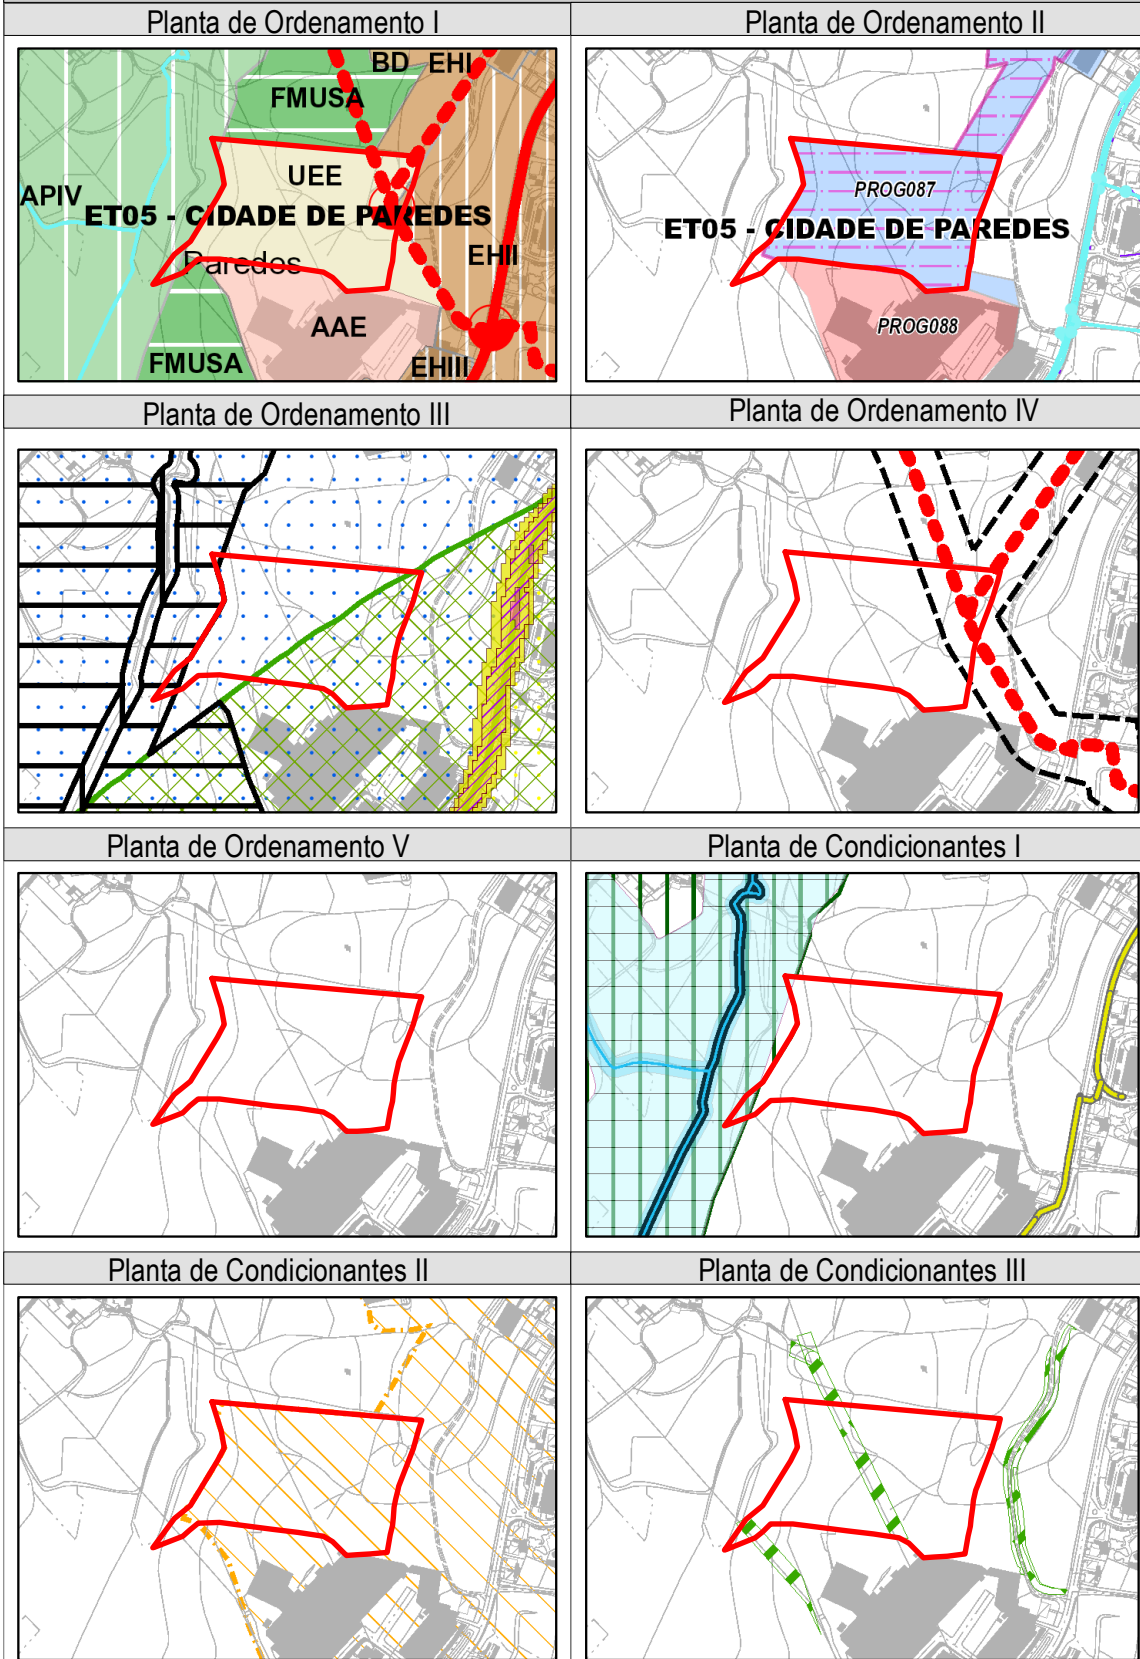 Planta de Ordenamento I
Planta de Ordenamento II
BD EHI
FMUSA
UEE
APIV
ET05 - CIDADE DE PAREDES
Paredes
EHII
AAE
FMUSA
EHIII
PROG087
ET05 - CIDADE DE PAREDES
PROG088
Planta de Ordenamento III
Planta de Ordenamento IV
Planta de Ordenamento V
Planta de Condicionantes I
Planta de Condicionantes II
Planta de Condicionantes III